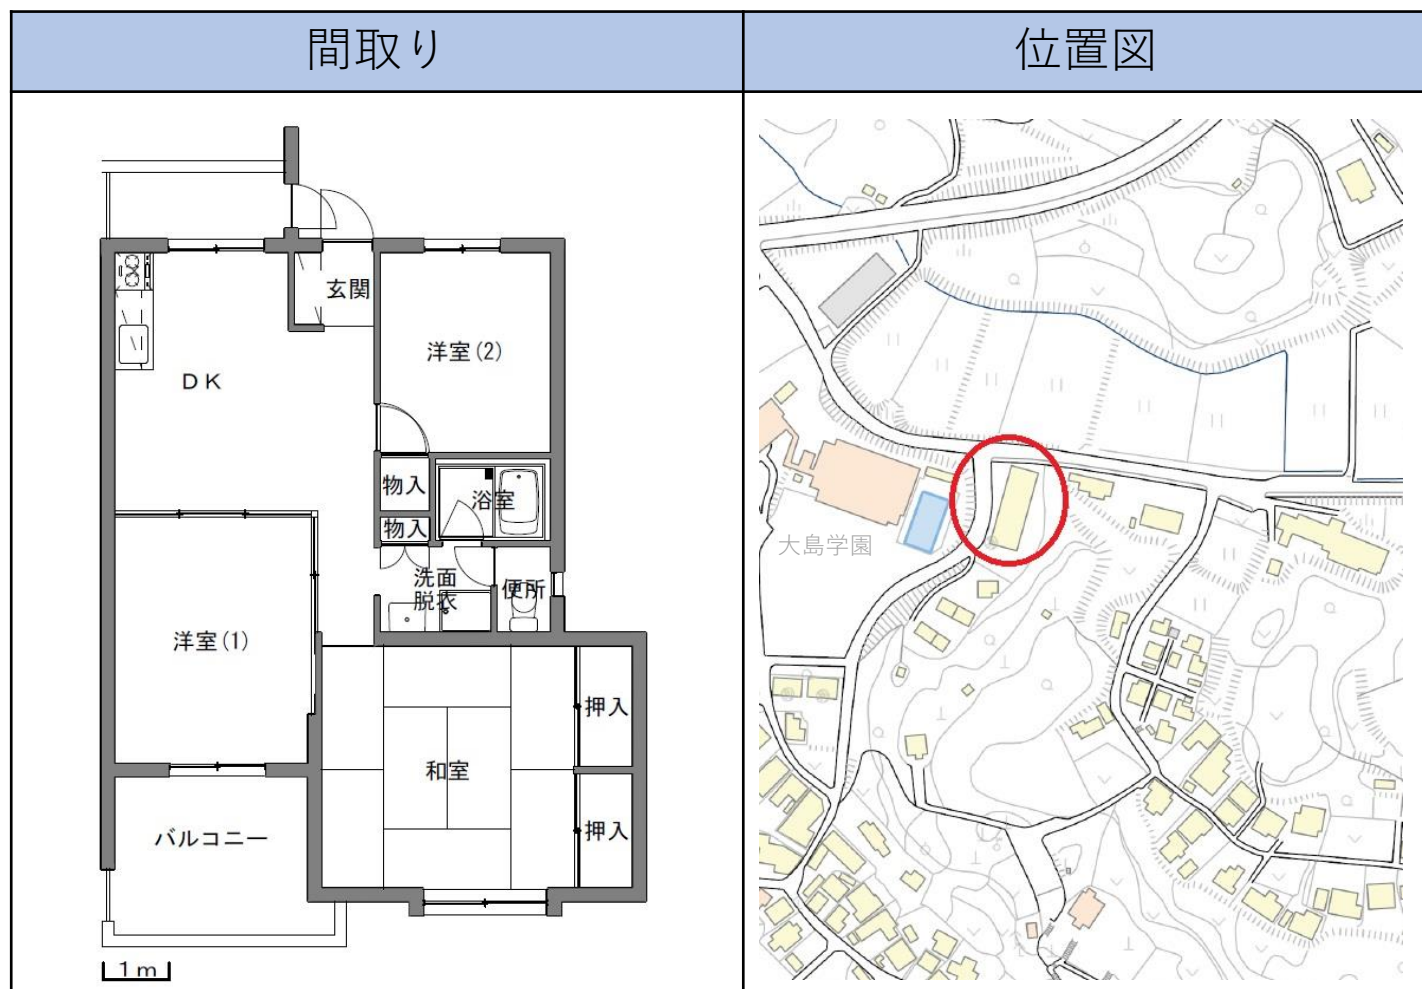 間取り
位置図
玄関
洋室(2)
DK
物入
浴室
物入
洗面
脱衣
便所
洋室(1)
押入
和室
押入
バルコニー
1m
大島学園